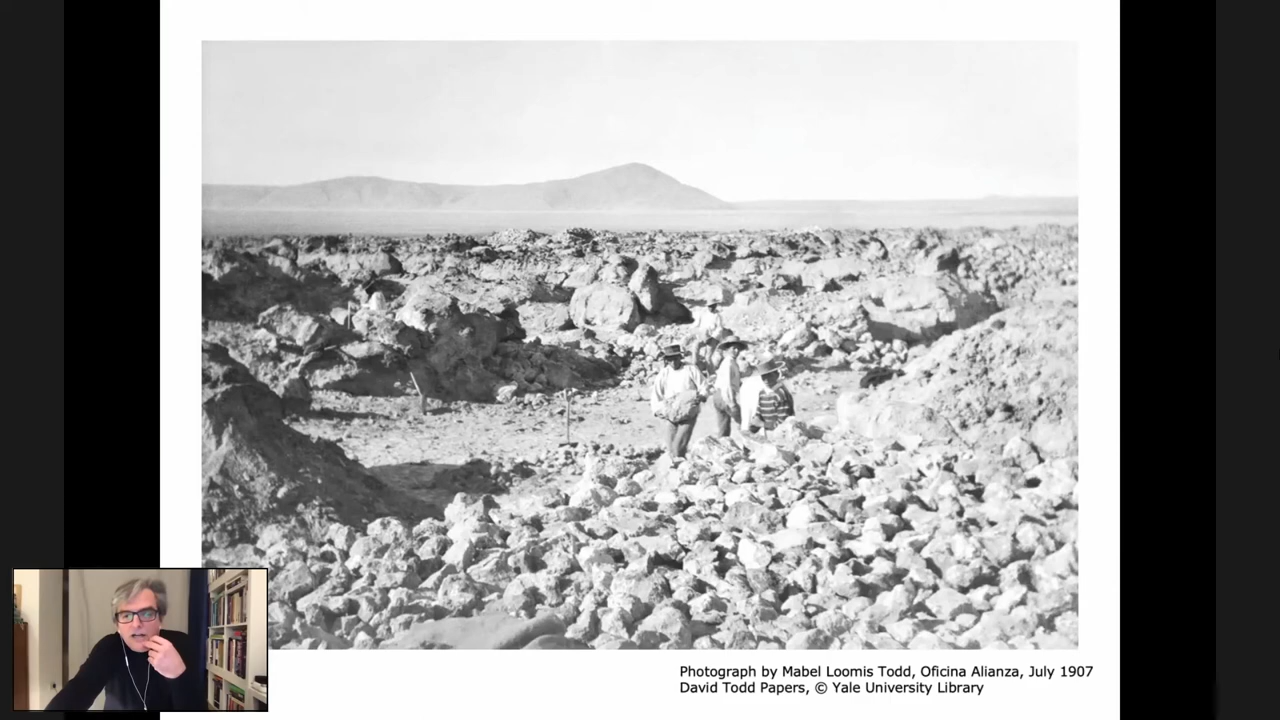 Photograph by Mabel Loomis Todd, Oficina Alianza, July 1907
David Todd Papers, © Yale University Library